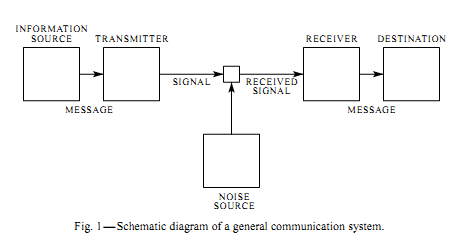 INFORMATION
SOURCE
TRANSMITTER
RECEIVER
DESTINATION
SIGNAL
RECEIVED
SIGNAL
MESSAGE
MESSAGE
NOISE
SOURCE
Fig. 1—Schematic diagram of a general communication system.